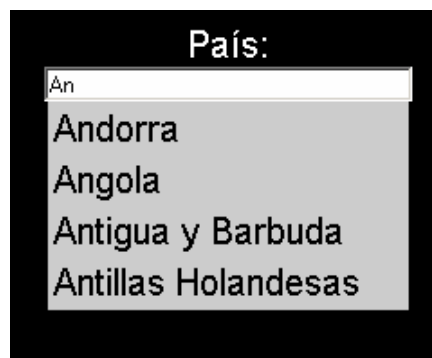 País:
An
Andorra
Angola
Antigua y Barbuda
Antillas Holandesas